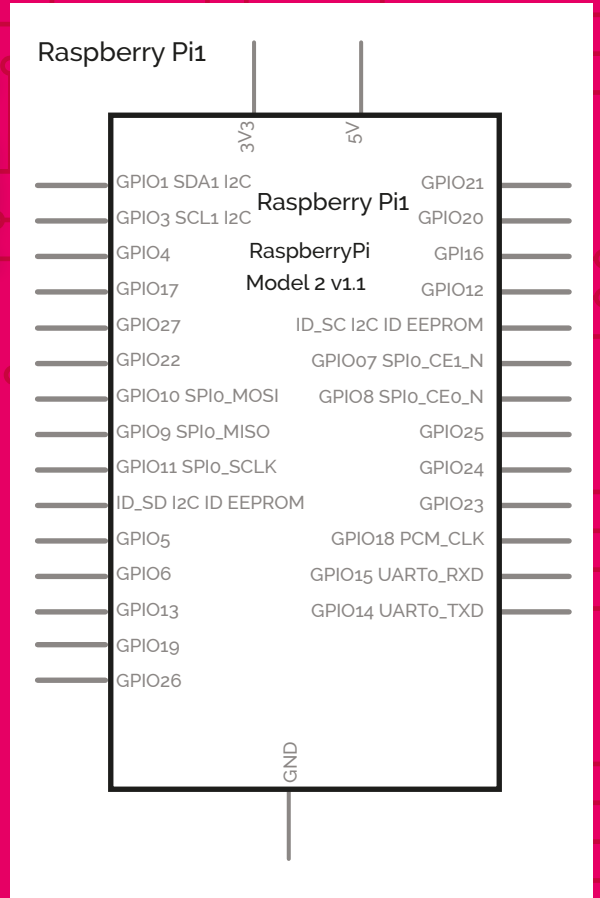 Raspberry Pi1
3V3
5V
GPIO1 SDA1 I2C
GPIO3 SCL1 I2C
GPIO4
GPIO17
GPIO27
GPIO22
GPIO10 SPI0_MOSI
GPIO9 SPI0_MISO
GPIO11 SPI0_SCLK
ID_SD I2C ID EEPROM
GPIO5
GPIO6
GPIO13
GPIO19
GPIO26
Raspberry Pi1
RaspberryPi
Model 2 v1.1
GPIO21
GPIO20
GPI16
GPIO12
ID_SC I2C ID EEPROM
GPIO07 SPI0_CE1_N
GPIO8 SPI0_CE0_N
GPIO25
GPIO24
GPIO23
GPIO18 PCM_CLK
GPIO15 UART0_RXD
GPIO14 UART0_TXD
GND